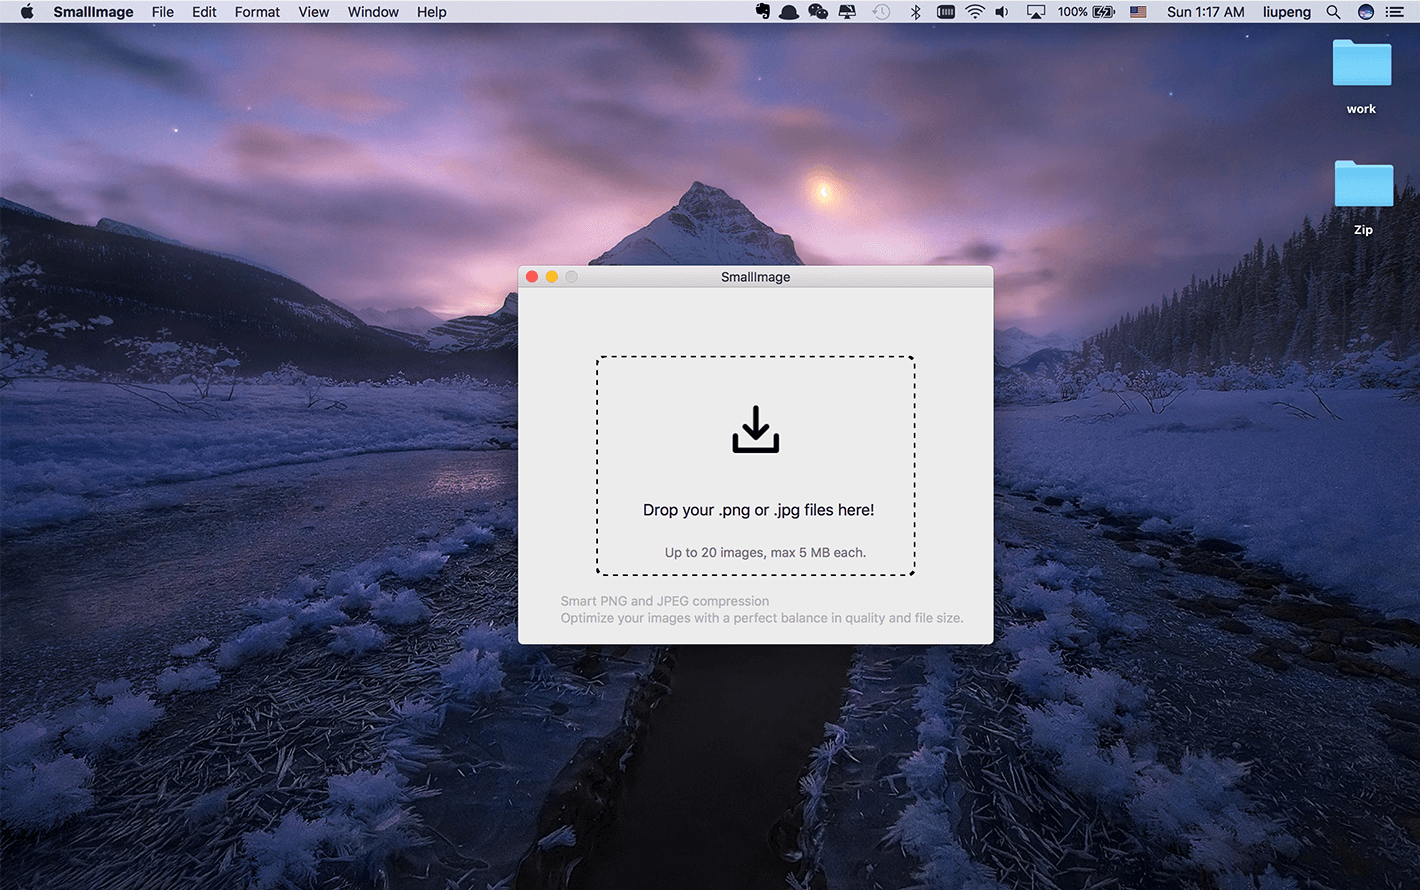 SmallImage File Edit Format View Window Help 100% Sun 1:17 AM liupeng
work
Zip
SmallImage
Drop your .png or .jpg files here!
Up to 20 images, max 5 MB each.
Smart PNG and JPEG compression
Optimize your images with a perfect balance in quality and file size.